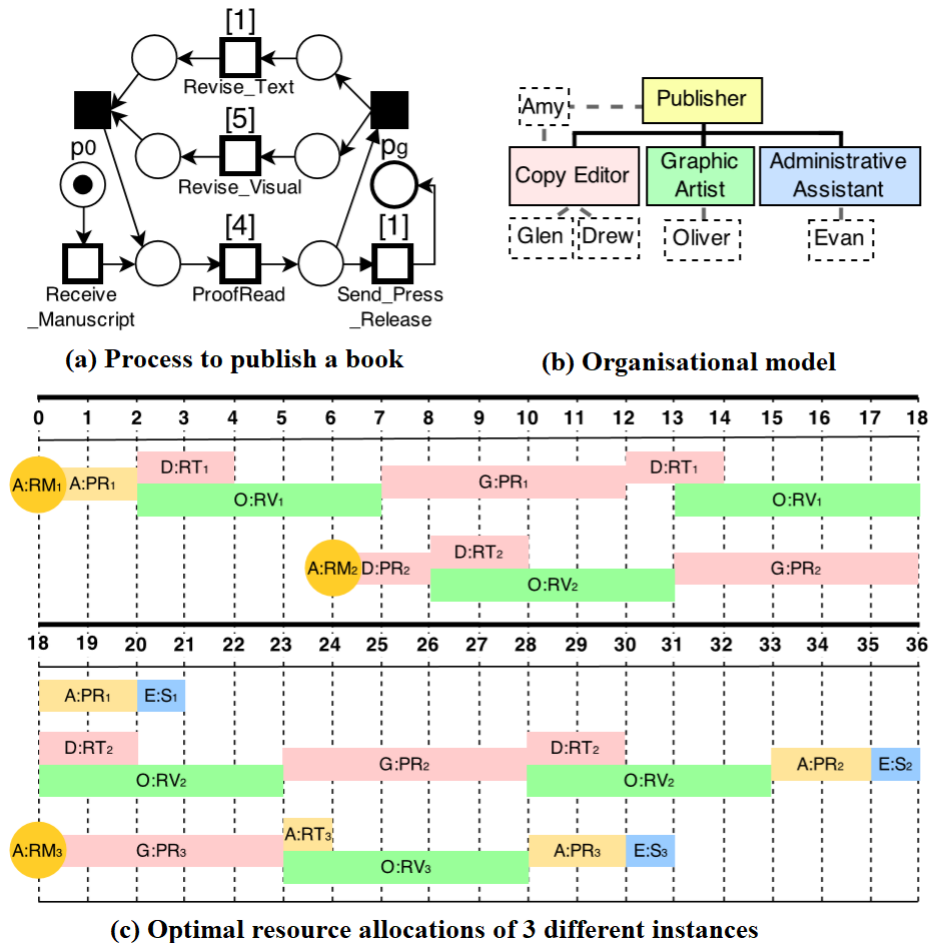 [1]
Revise_Text
[5]
Revise_Visual
p0
pg
[4]
[1]
Receive
_Manuscript
ProofRead
Send_Press
_Release
(a) Process to publish a book
Amy
Publisher
Copy Editor
Graphic
Artist
Administrative
Assistant
Glen
Drew
Oliver
Evan
(b) Organisational model
0 1 2 3 4 5 6 7 8 9 10 11 12 13 14 15 16 17 18
D:RT1 D:RT1
A:RM1 A:PR1 G:PR1
O:RV1 O:RV1
D:RT2
A:RM2 D:PR2 G:PR2
O:RV2
18 19 20 21 22 23 24 25 26 27 28 29 30 31 32 33 34 35 36
A:PR1 E:S1
D:RT2 D:RT2
G:PR2 A:PR2 E:S2
O:RV2 O:RV2
A:RT3
A:RM3 G:PR3 A:PR3 E:S3
O:RV3
(c) Optimal resource allocations of 3 different instances